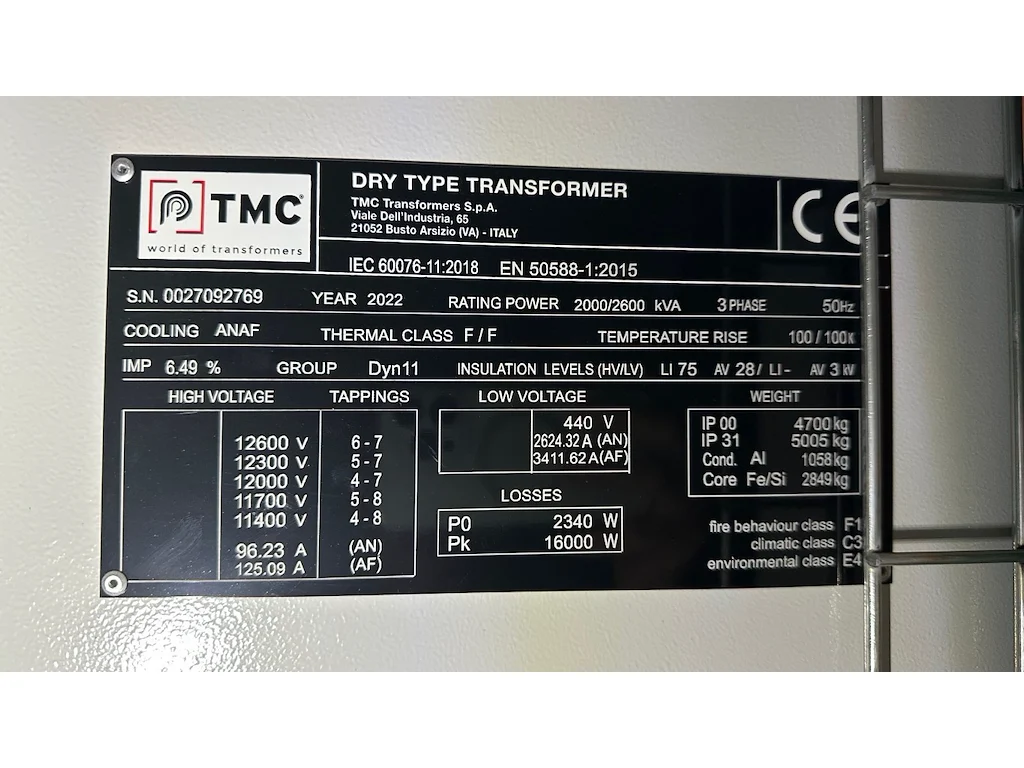 TMC
world of transformers
DRY TYPE TRANSFORMER
TMC Transformers S.p.A.
Viale Dell'Industria, 65
21052 Busto Arsizio (VA) - ITALY
CE
IEC 60076-11:2018 EN 50588-1:2015
S.N. 0027092769 YEAR 2022 RATING POWER 2000/2600 kVA 3 PHASE 50Hz
COOLING ANAF THERMAL CLASS F / F TEMPERATURE RISE 100 / 100K
IMP 6.49 % GROUP Dyn11 INSULATION LEVELS (HV/LV) LI 75 AV 28 / LI - AV 3 kV
HIGH VOLTAGE TAPPINGS
12600 V 6 - 7
12300 V 5 - 7
12000 V 4 - 7
11700 V 5 - 8
11400 V 4 - 8
96.23 A (AN)
125.09 A (AF)
LOW VOLTAGE
440 V
2624.32 A (AN)
3411.62 A (AF)
LOSSES
P0 2340 W
Pk 16000 W
WEIGHT
IP 00 4700 kg
IP 31 5005 kg
Cond. Al 1058 kg
Core Fe/Si 2849 kg
fire behaviour class F1
climatic class C3
environmental class E4